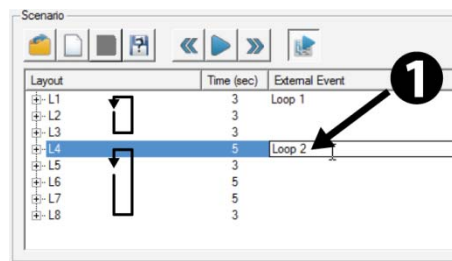 Scenario
Layout Time (sec) External Event
L1 3 Loop 1
L2 3
L3 3
L4 5 Loop 2
L5 3
L6 5
L7 5
L8 3
1